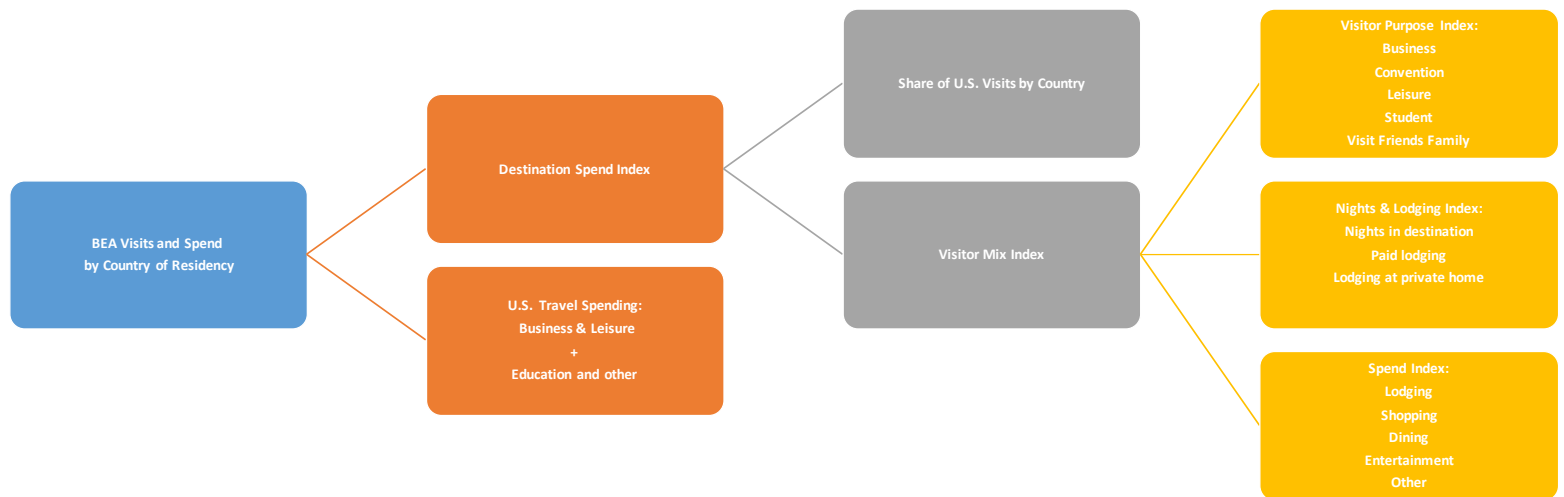 BEA Visits and Spend
by Country of Residency
Destination Spend Index
U.S. Travel Spending:
Business & Leisure
+
Education and other
Share of U.S. Visits by Country
Visitor Mix Index
Visitor Purpose Index:
Business
Convention
Leisure
Student
Visit Friends Family
Nights & Lodging Index:
Nights in destination
Paid lodging
Lodging at private home
Spend Index:
Lodging
Shopping
Dining
Entertainment
Other